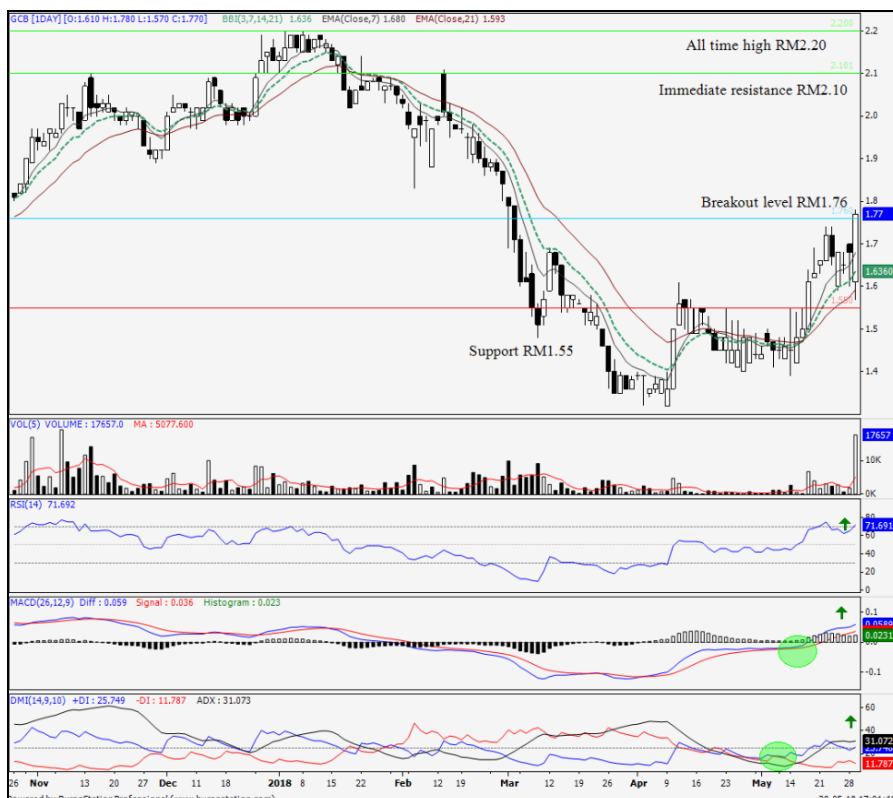 GCB [1DAY] [O:1.610 H:1.780 L:1.570 C:1.770] BBI(3,7,14,21) 1.636 EMA(Close,7) 1.680 EMA(Close,21) 1.593
2.200
2.2
All time high RM2.20
2.101
2.1
Immediate resistance RM2.10
2.0
1.9
1.8
Breakout level RM1.76
1.760
1.77
1.7
1.6360
1.6
1.550
Support RM1.55
1.5
1.4
VOL(5) VOLUME : 17657.0 MA : 5077.600
17657
10K
0K
RSI(14) 71.692
80
71.691
40
20
0
MACD(26,12,9) Diff : 0.059 Signal : 0.036 Histogram : 0.023
0.1
0.0589
0.0231
-0.1
DMI(14,9,10) +DI : 25.749 -DI : 11.787 ADX : 31.073
60
40
31.072
11.787
26 Nov 13 20 27 Dec 11 18 2018 8 15 22 Feb 19 Mar 12 19 26 Apr 9 16 23 May 14 21 28